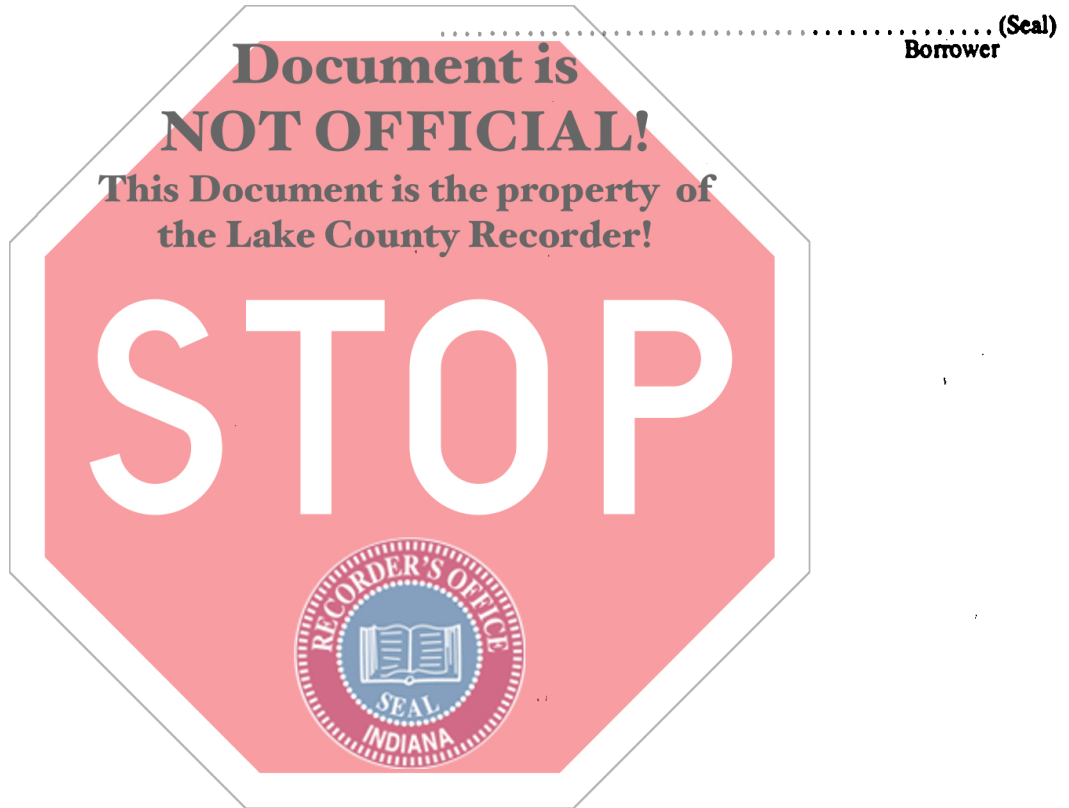 ........................................ (Seal)
Borrower
Document is
NOT OFFICIAL!
This Document is the property of
the Lake County Recorder!
STOP
RECORDER'S OFFICE
SEAL
INDIANA